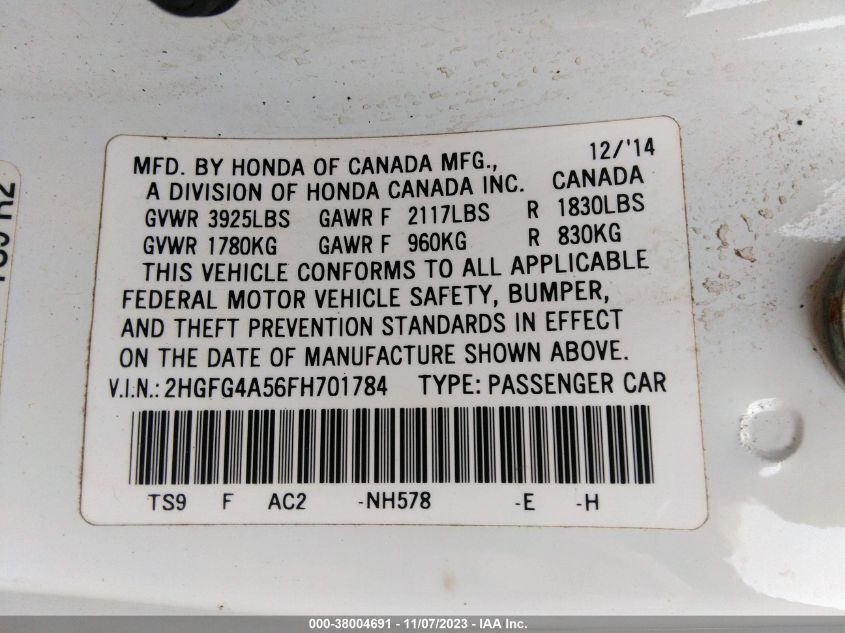 MFD. BY HONDA OF CANADA MFG., 12/'14
A DIVISION OF HONDA CANADA INC. CANADA
GVWR 3925LBS GAWR F 2117LBS R 1830LBS
GVWR 1780KG GAWR F 960KG R 830KG
THIS VEHICLE CONFORMS TO ALL APPLICABLE
FEDERAL MOTOR VEHICLE SAFETY, BUMPER,
AND THEFT PREVENTION STANDARDS IN EFFECT
ON THE DATE OF MANUFACTURE SHOWN ABOVE.
V.I.N.: 2HGFG4A56FH701784 TYPE: PASSENGER CAR
TS9 F AC2 -NH578 -E -H
000-38004691 - 11/07/2023 - IAA Inc.